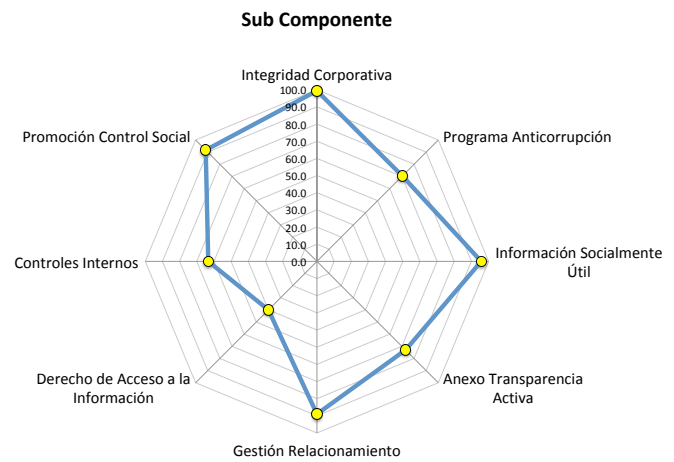 Sub Componente
Integridad Corporativa
100.0
90.0
80.0
70.0
60.0
50.0
40.0
30.0
20.0
10.0
0.0
Programa Anticorrupción
Información Socialmente
Útil
Anexo Transparencia
Activa
Gestión Relacionamiento
Derecho de Acceso a la
Información
Controles Internos
Promoción Control Social